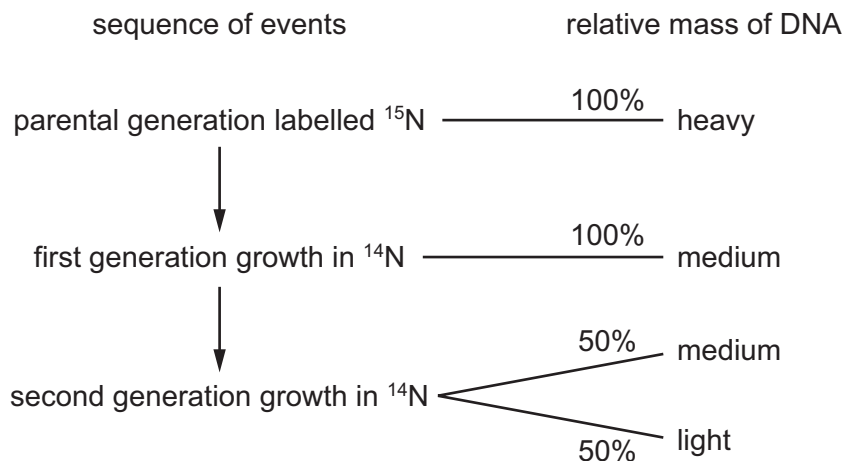 sequence of events relative mass of DNA
100%
parental generation labelled ¹⁵N heavy
100%
first generation growth in ¹⁴N medium
50% medium
second generation growth in ¹⁴N
50% light